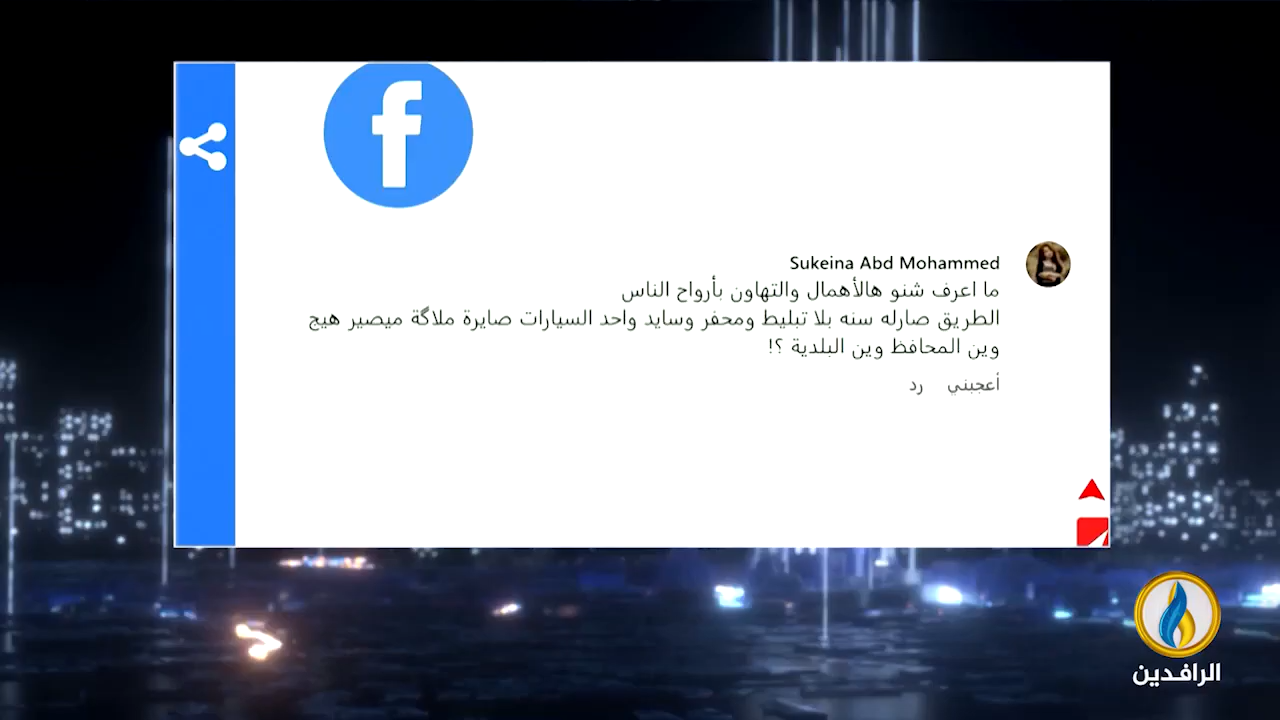 f
Sukeina Abd Mohammed
ما اعرف شنو هالأهمال والتهاون بأرواح الناس
الطريق صارله سنه بلا تبليط ومحفر وسايد واحد السيارات صايرة ملاگة ميصير هيج
وين المحافظ وين البلدية ؟!
أعجبني رد
الرافدين